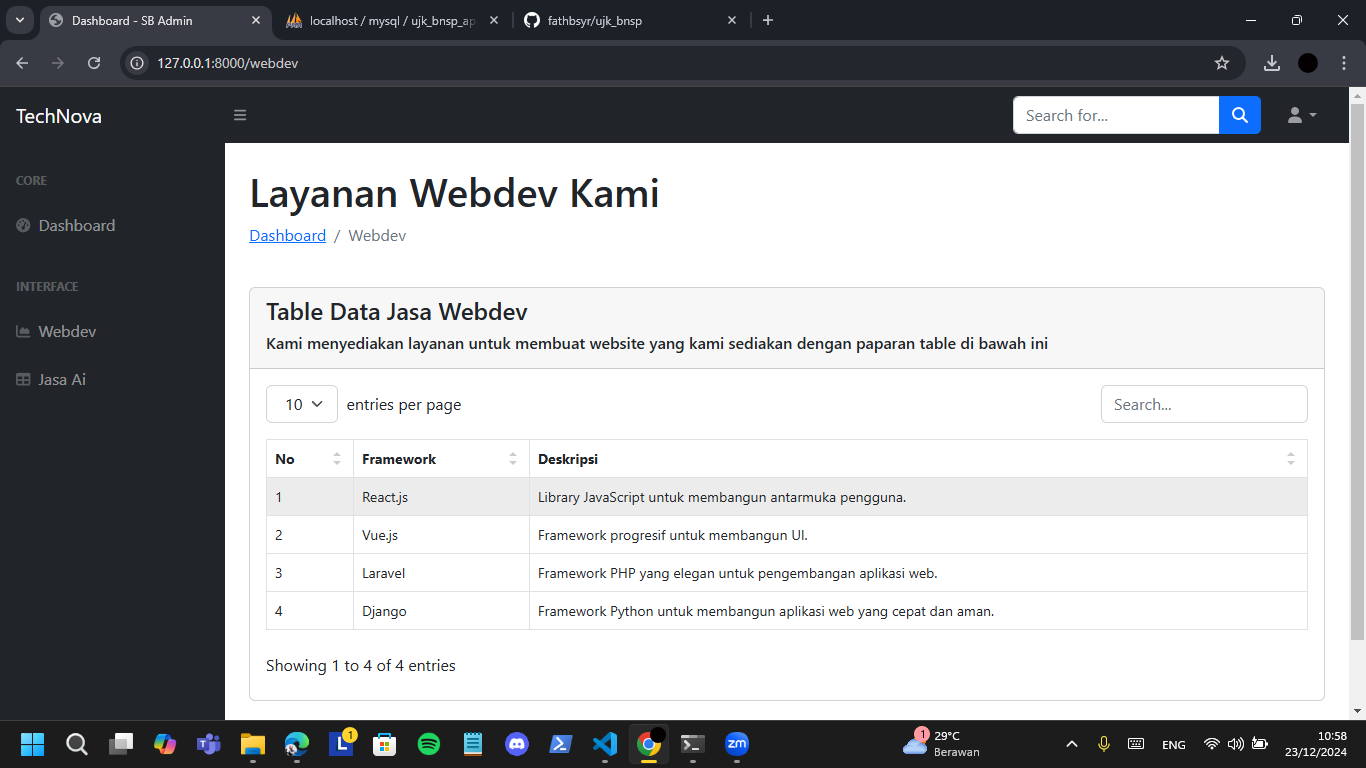 Dashboard - SB Admin
localhost / mysql / ujk_bnsp_ap
fathbsyr/ujk_bnsp
127.0.0.1:8000/webdev
TechNova
Search for...
CORE
Dashboard
INTERFACE
Webdev
Jasa Ai
Layanan Webdev Kami
Dashboard / Webdev
Table Data Jasa Webdev
Kami menyediakan layanan untuk membuat website yang kami sediakan dengan paparan table di bawah ini
10 entries per page Search...
No Framework Deskripsi
1 React.js Library JavaScript untuk membangun antarmuka pengguna.
2 Vue.js Framework progresif untuk membangun UI.
3 Laravel Framework PHP yang elegan untuk pengembangan aplikasi web.
4 Django Framework Python untuk membangun aplikasi web yang cepat dan aman.
Showing 1 to 4 of 4 entries
L 1
zm
1
29°C
Berawan
ENG
10:58
23/12/2024